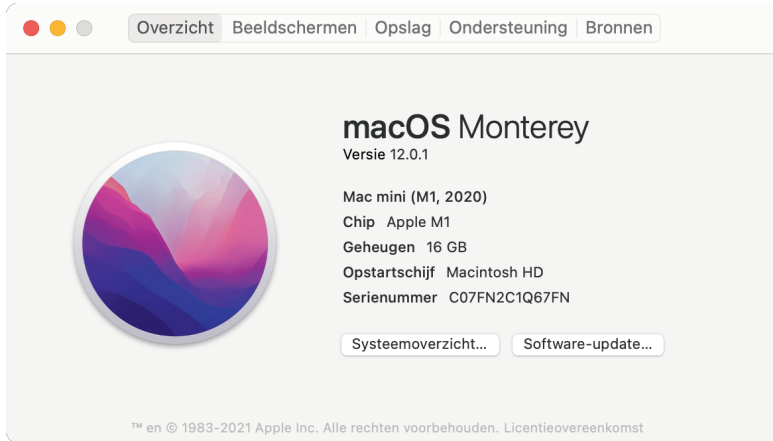 Overzicht Beeldschermen Opslag Ondersteuning Bronnen
macOS Monterey
Versie 12.0.1
Mac mini (M1, 2020)
Chip Apple M1
Geheugen 16 GB
Opstartschijf Macintosh HD
Serienummer C07FN2C1Q67FN
Systeemoverzicht... Software-update...
™ en © 1983-2021 Apple Inc. Alle rechten voorbehouden. Licentieovereenkomst